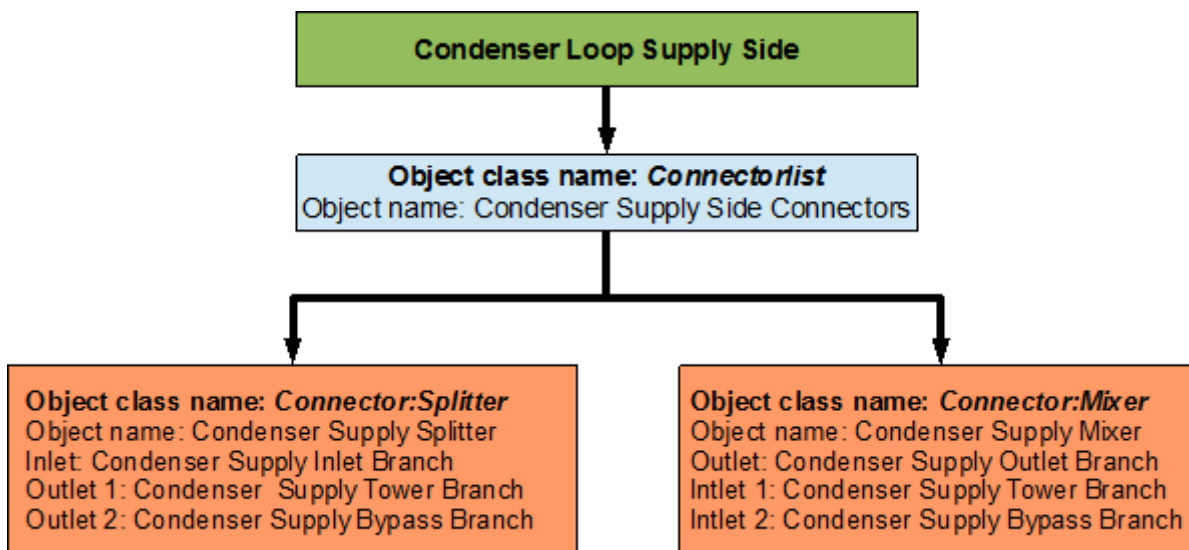 Condenser Loop Supply Side
Object class name: Connectorlist
Object name: Condenser Supply Side Connectors
Object class name: Connector:Splitter
Object name: Condenser Supply Splitter
Inlet: Condenser Supply Inlet Branch
Outlet 1: Condenser Supply Tower Branch
Outlet 2: Condenser Supply Bypass Branch
Object class name: Connector:Mixer
Object name: Condenser Supply Mixer
Outlet: Condenser Supply Outlet Branch
Intlet 1: Condenser Supply Tower Branch
Intlet 2: Condenser Supply Bypass Branch